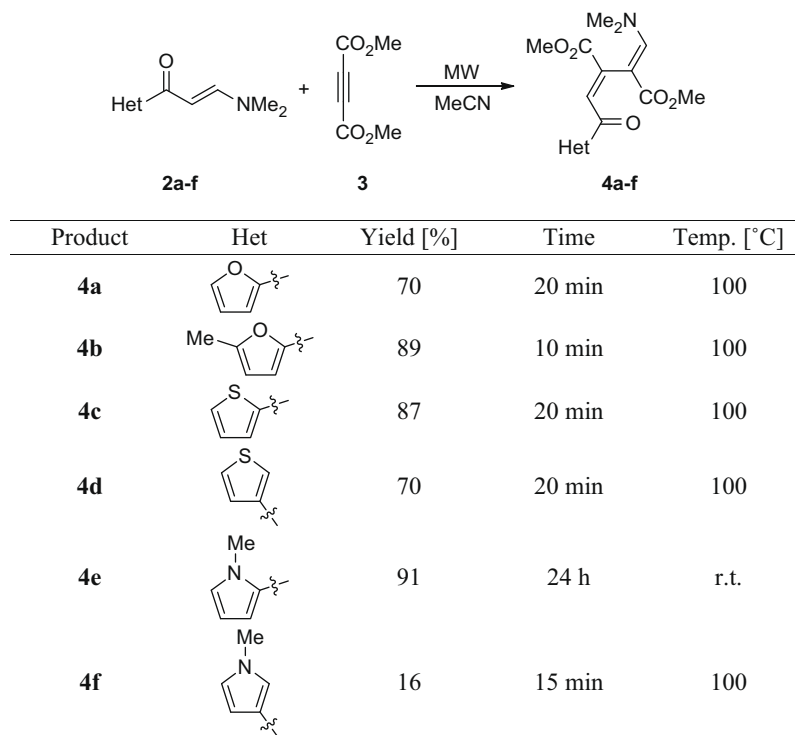 O
Het
NMe2
+
CO2Me
CO2Me
MW
MeCN
Me2N
MeO2C
CO2Me
O
Het
2a-f 3 4a-f
Product Het Yield [%] Time Temp. [˚C]
O
4a 70 20 min 100
Me O
4b 89 10 min 100
S
4c 87 20 min 100
S
4d 70 20 min 100
Me
N
4e 91 24 h r.t.
Me
N
4f 16 15 min 100